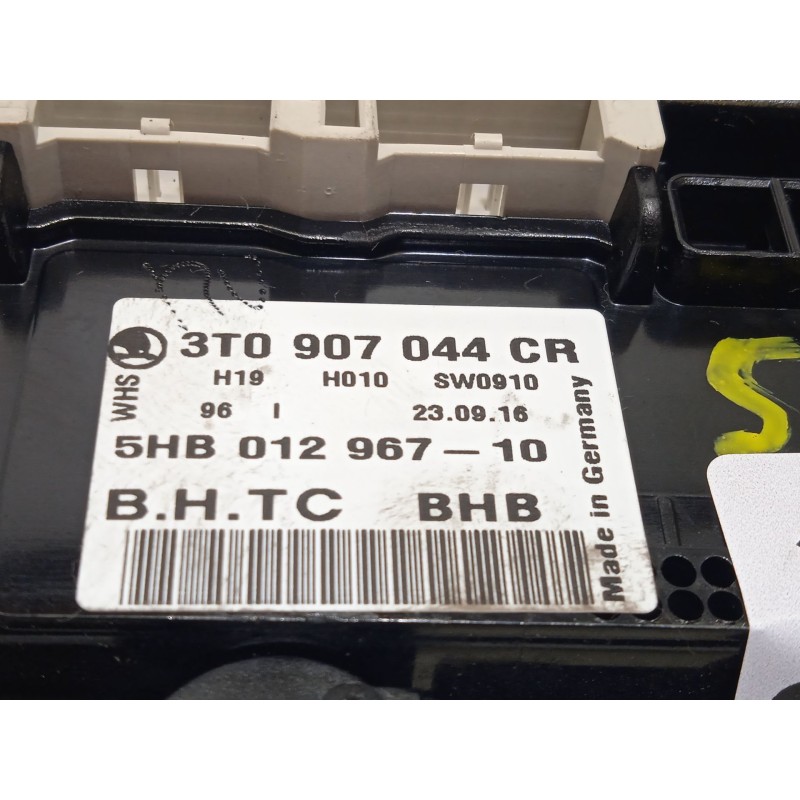 3T0 907 044 CR
WHS
H19 H010 SW0910
96 I 23.09.16
5HB 012 967-10
B.H.TC BHB
Made in Germany
S